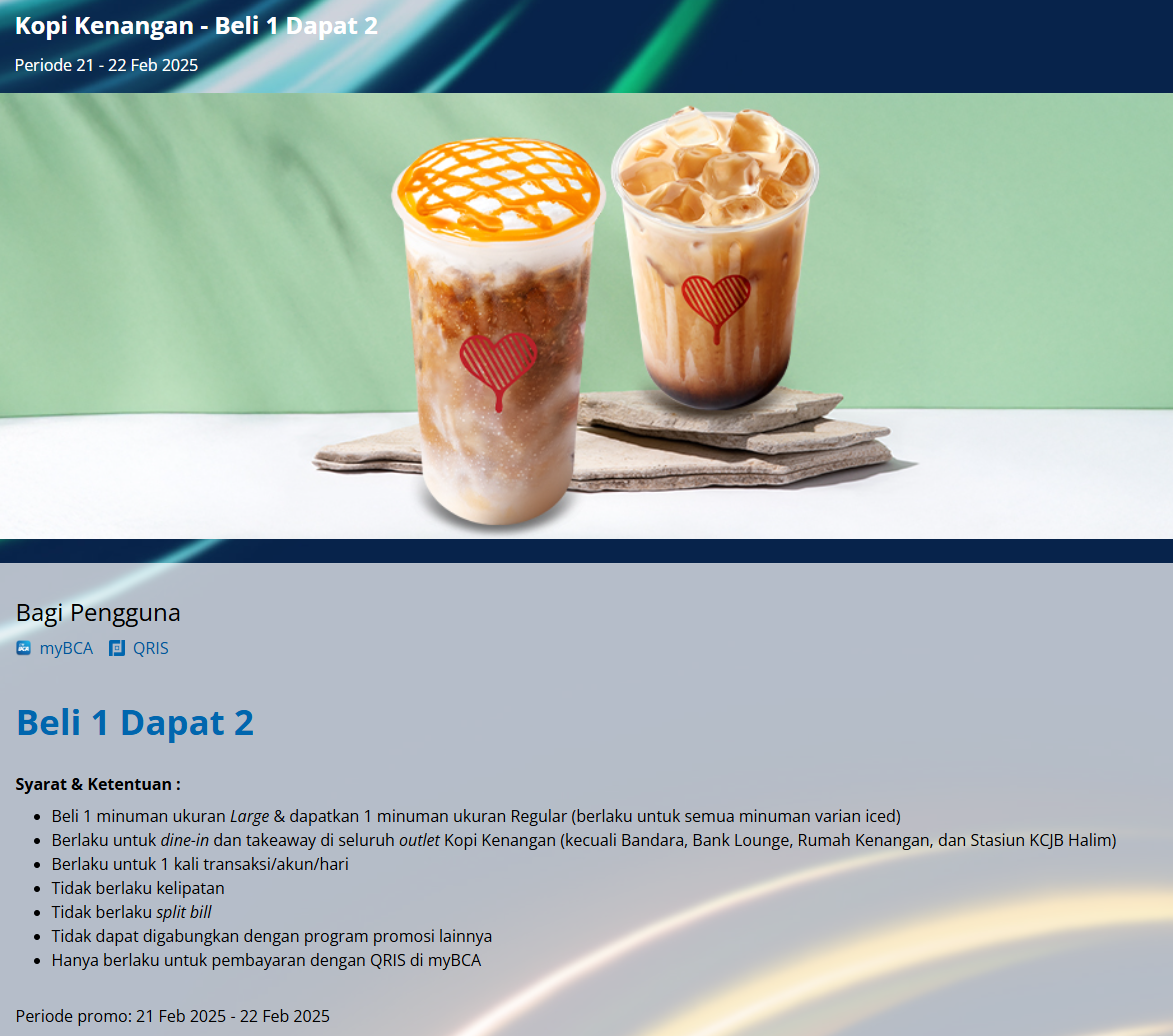 Kopi Kenangan - Beli 1 Dapat 2
Periode 21 - 22 Feb 2025
Bagi Pengguna
myBCA QRIS
Beli 1 Dapat 2
Syarat & Ketentuan :
Beli 1 minuman ukuran Large & dapatkan 1 minuman ukuran Regular (berlaku untuk semua minuman varian iced)
Berlaku untuk dine-in dan takeaway di seluruh outlet Kopi Kenangan (kecuali Bandara, Bank Lounge, Rumah Kenangan, dan Stasiun KCJB Halim)
Berlaku untuk 1 kali transaksi/akun/hari
Tidak berlaku kelipatan
Tidak berlaku split bill
Tidak dapat digabungkan dengan program promosi lainnya
Hanya berlaku untuk pembayaran dengan QRIS di myBCA
Periode promo: 21 Feb 2025 - 22 Feb 2025